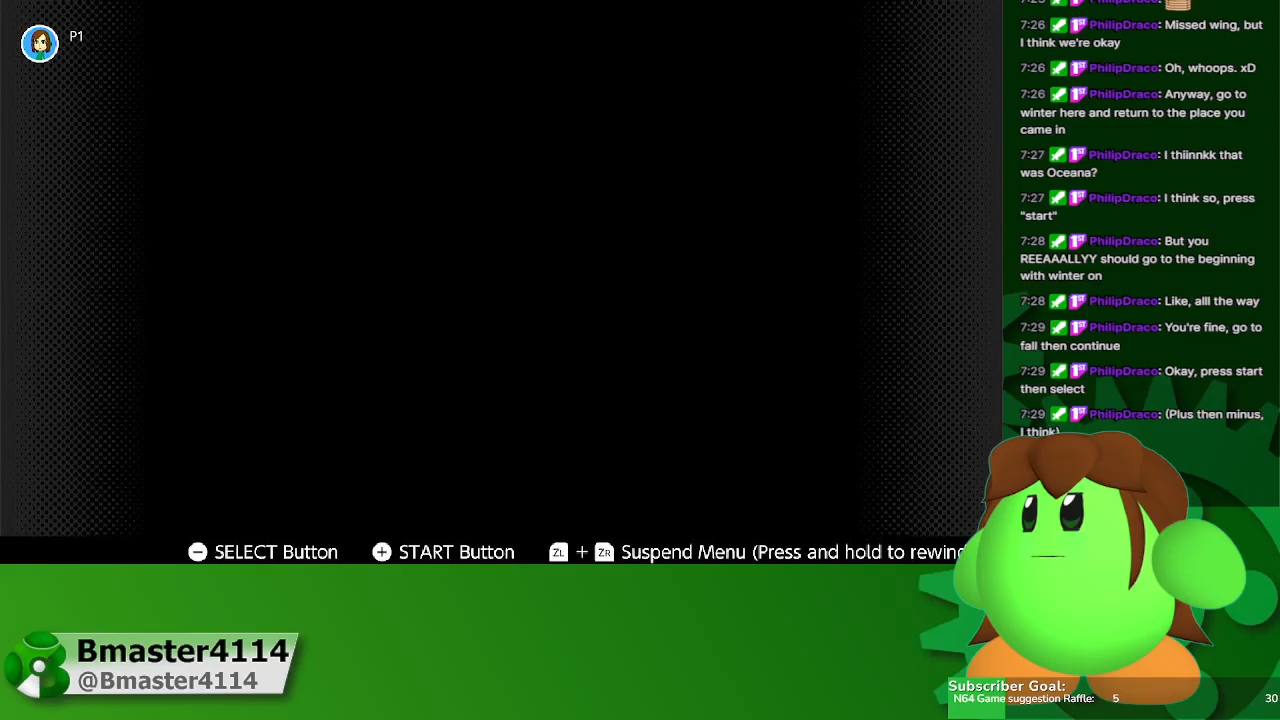 P1
7:26 PhilipDraco: Missed wing, but
I think we're okay
7:26 PhilipDraco: Oh, whoops. xD
7:26 PhilipDraco: Anyway, go to
winter here and return to the place you
came in
7:27 PhilipDraco: I thiinnkk that
was Oceana?
7:27 PhilipDraco: I think so, press
"start"
7:28 PhilipDraco: But you
REEAAALLYY should go to the beginning
with winter on
7:28 PhilipDraco: Like, alll the way
7:29 PhilipDraco: You're fine, go to
fall then continue
7:29 PhilipDraco: Okay, press start
then select
7:29 PhilipDraco: (Plus then minus,
I think)
SELECT Button
START Button
ZL + ZR Suspend Menu (Press and hold to rewind
Bmaster4114
@Bmaster4114
Subscriber Goal:
N64 Game suggestion Raffle: 5 30